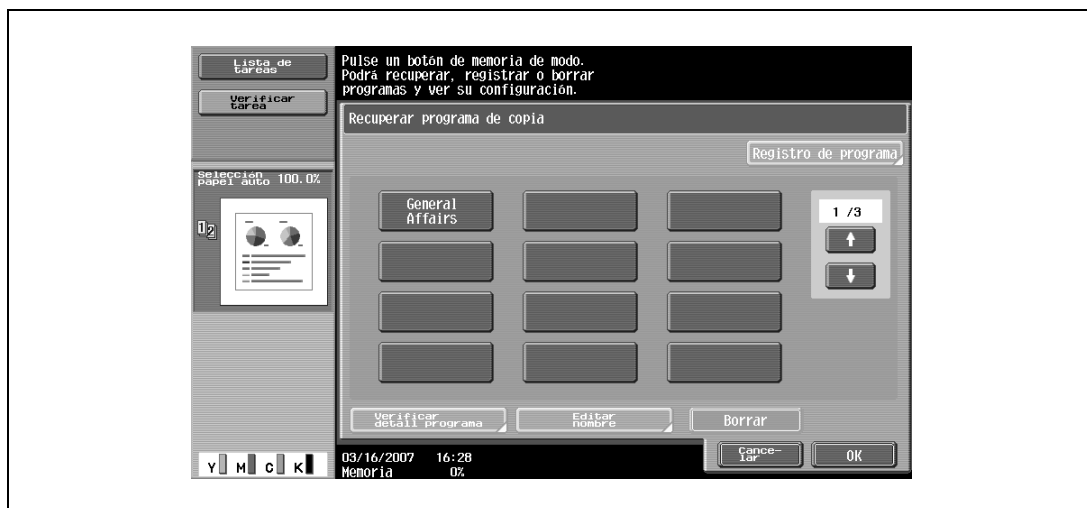 Lista de
tareas
Verificar
tarea
Pulse un botón de memoria de modo.
Podrá recuperar, registrar o borrar
programas y ver su configuración.
Recuperar programa de copia
Registro de programa
Selección
papel auto 100.0%
1 2
General
Affairs
1 /3
Verificar
detall programa
Editar
nombre
Borrar
Cance-
lar
OK
Y M C K
03/16/2007 16:28
Memoria 0%